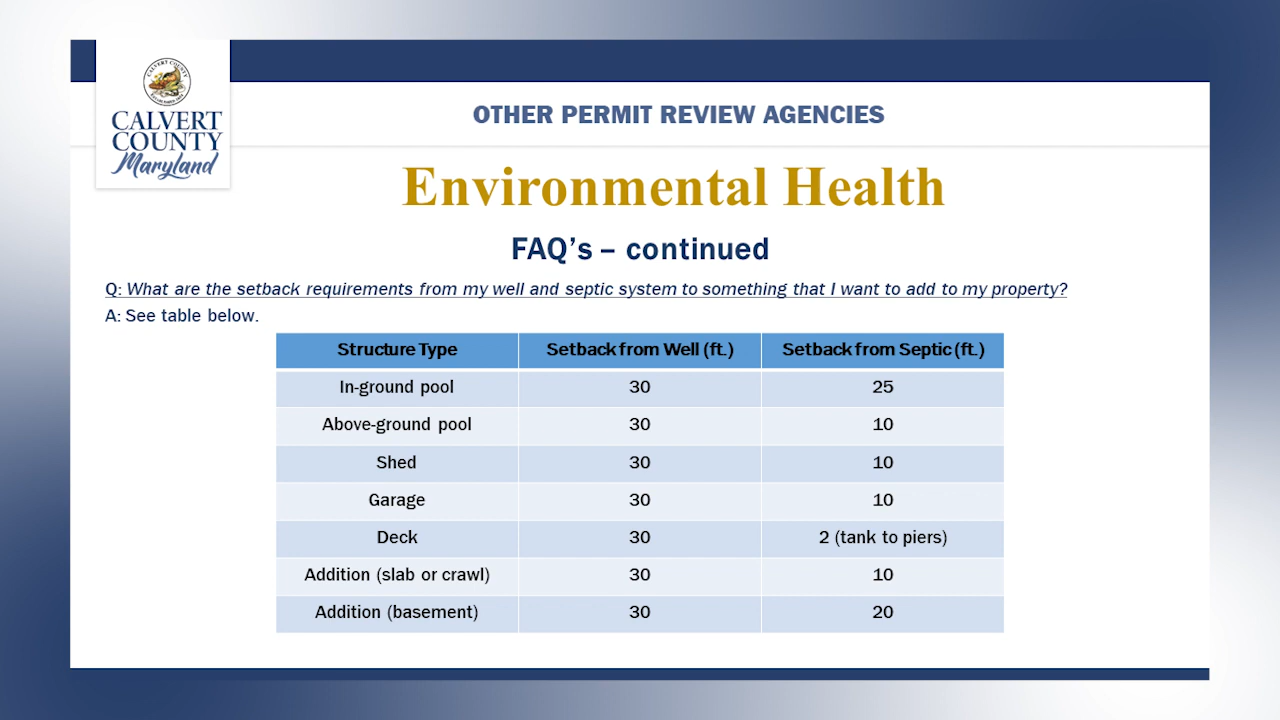 CALVERT COUNTY
ESTABLISHED 1654
CALVERT
COUNTY
Maryland
OTHER PERMIT REVIEW AGENCIES
Environmental Health
FAQ’s – continued
Q: What are the setback requirements from my well and septic system to something that I want to add to my property?
A: See table below.
Structure Type Setback from Well (ft.) Setback from Septic (ft.)
In-ground pool 30 25
Above-ground pool 30 10
Shed 30 10
Garage 30 10
Deck 30 2 (tank to piers)
Addition (slab or crawl) 30 10
Addition (basement) 30 20